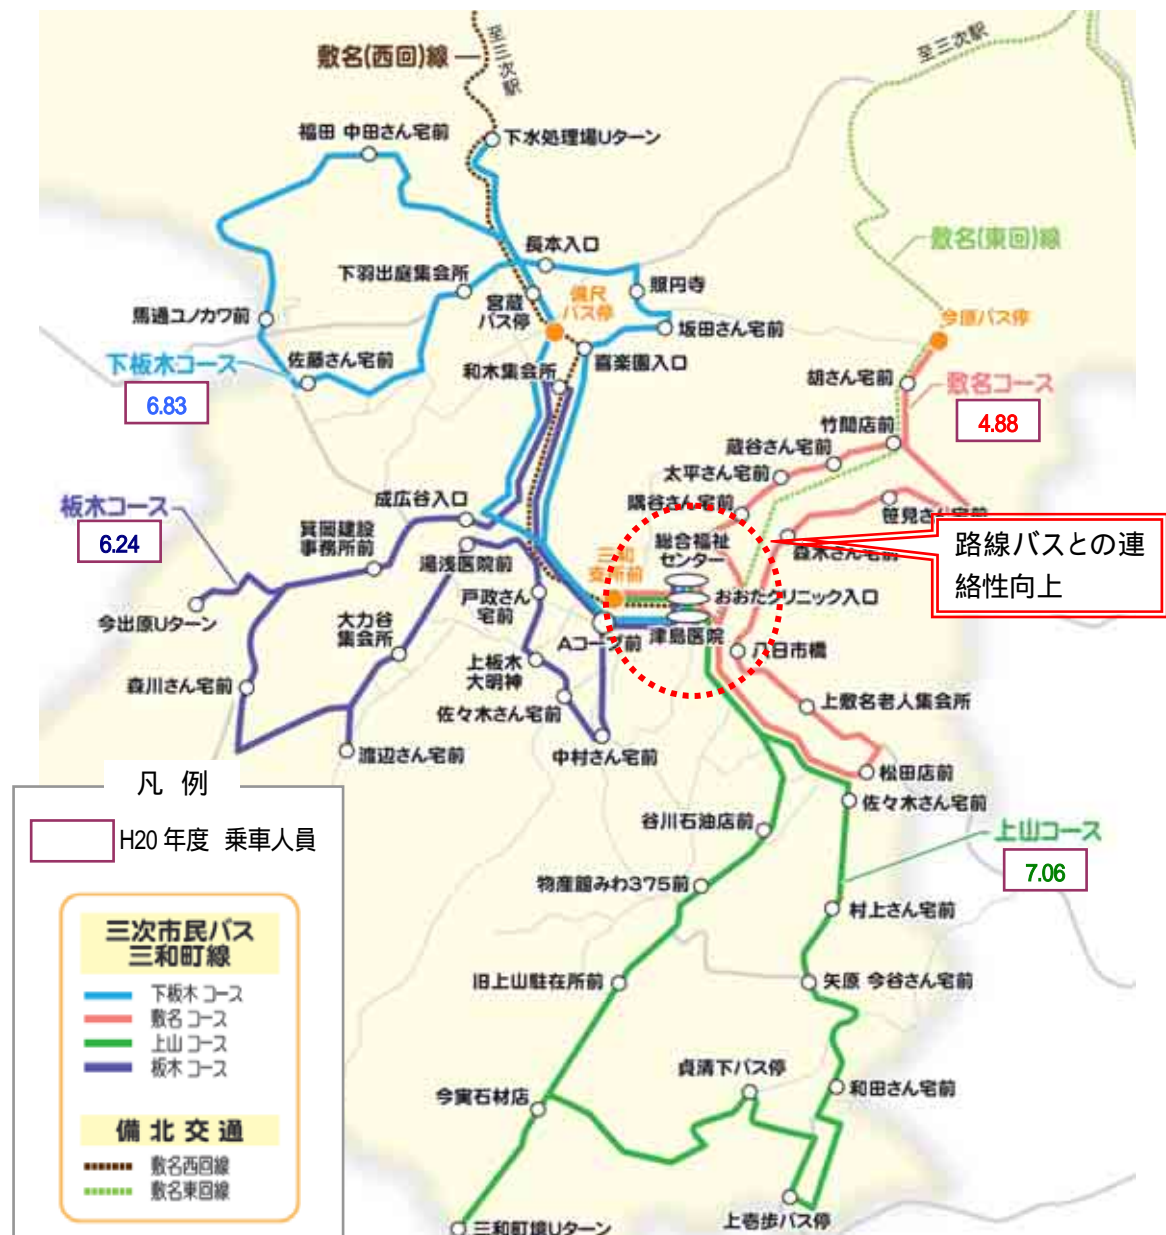 敷名(西回)線
至三次駅
至三次駅
福田 中田さん宅前
下水処理場Uターン
敷名(東回)線
長本入口
下羽出庭集会所
照円寺
宮蔵
バス停
備尺
バス停
馬通ユノカワ前
坂田さん宅前
今原バス停
下板木コース
6.83
佐藤さん宅前
和木集会所
喜楽園入口
胡さん宅前
敷名コース
4.88
竹間店前
蔵谷さん宅前
太平さん宅前
隅谷さん宅前
笹見さん宅前
森木さん宅前
路線バスとの連
絡性向上
板木コース
6.24
成広谷入口
箕岡建設
事務所前
湯浅医院前
総合福祉
センター
三和
支所前
おおたクリニック入口
津島医院
Aコープ前
戸政さん
宅前
今出原Uターン
大力谷
集会所
八日市橋
上板木
大明神
森川さん宅前
佐々木さん宅前
上敷名老人集会所
渡辺さん宅前
中村さん宅前
松田店前
佐々木さん宅前
谷川石油店前
上山コース
7.06
物産館みわ375前
村上さん宅前
旧上山駐在所前
矢原 今谷さん宅前
貞清下バス停
和田さん宅前
今実石材店
上壱歩バス停
三和町境Uターン
凡 例
H20 年度 乗車人員
三次市民バス
三和町線
下板木 コース
敷名 コース
上山 コース
板木 コース
備 北 交 通
敷名西回線
敷名東回線